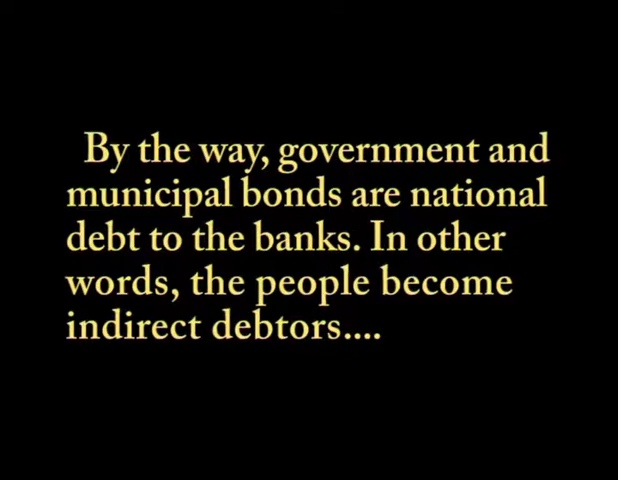 By the way, government and
municipal bonds are national
debt to the banks. In other
words, the people become
indirect debtors....